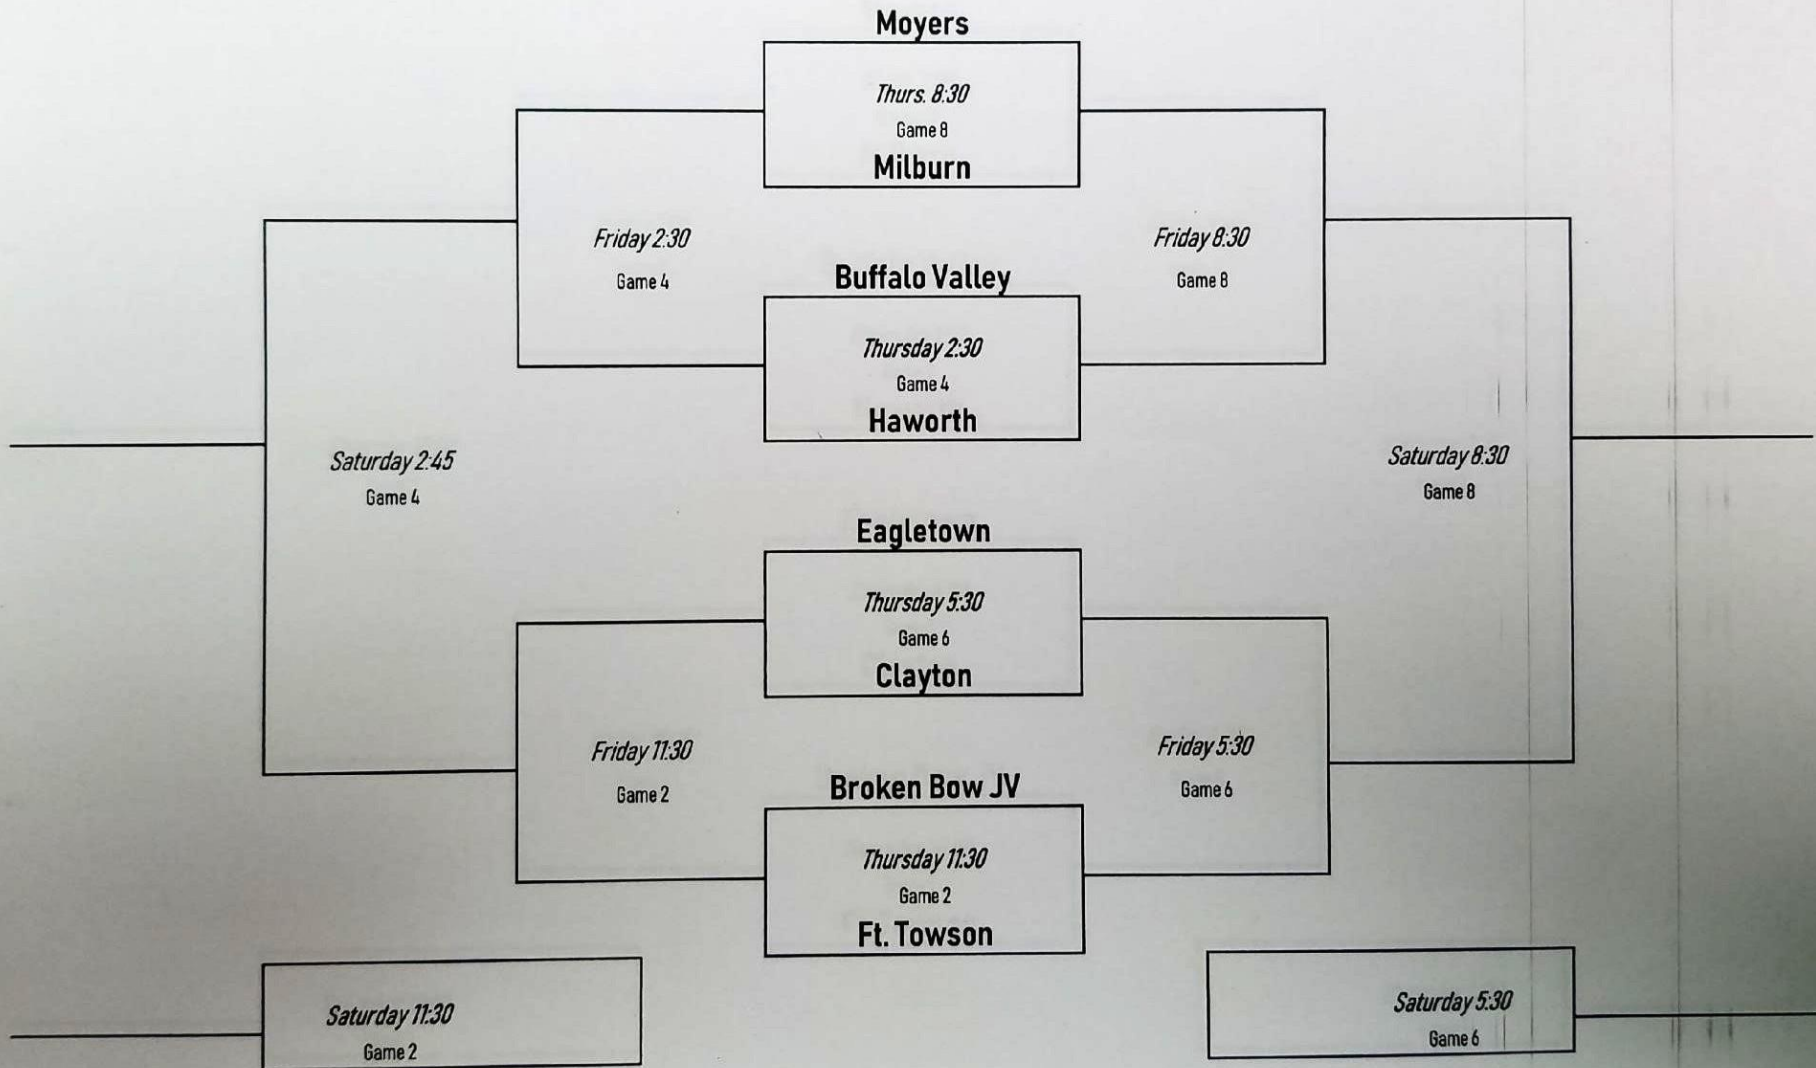 Moyers
Thurs. 8:30
Game 8
Milburn
Friday 2:30
Game 4
Friday 8:30
Game 8
Buffalo Valley
Thursday 2:30
Game 4
Haworth
Saturday 2:45
Game 4
Saturday 8:30
Game 8
Eagletown
Thursday 5:30
Game 6
Clayton
Friday 11:30
Game 2
Friday 5:30
Game 6
Broken Bow JV
Thursday 11:30
Game 2
Ft. Towson
Saturday 11:30
Game 2
Saturday 5:30
Game 6